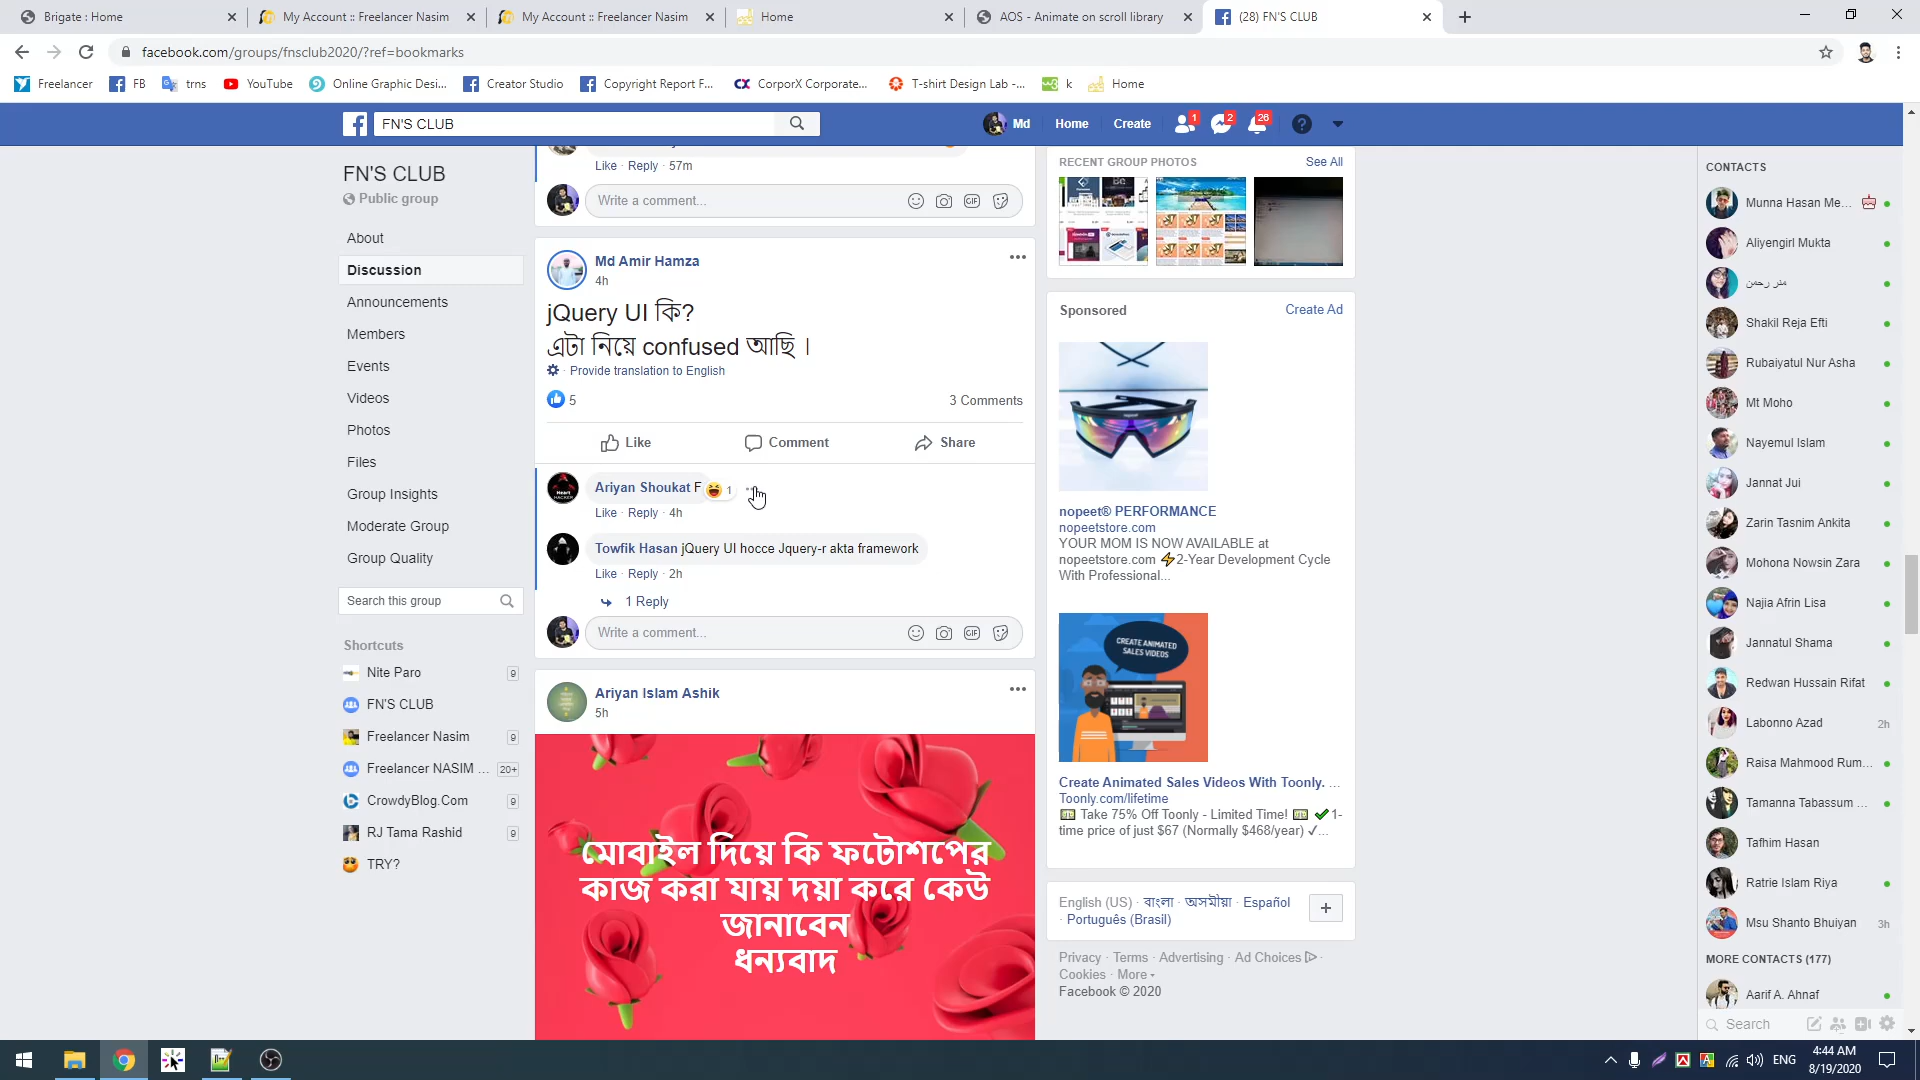 Brigate : Home
My Account :: Freelancer Nasim
My Account :: Freelancer Nasim
Home
AOS - Animate on scroll library
(28) FN'S CLUB
facebook.com/groups/fnsclub2020/?ref=bookmarks
Freelancer
FB
trns
YouTube
Online Graphic Desi...
Creator Studio
Copyright Report F...
CX CorporX Corporate...
T-shirt Design Lab -...
k
Home
FN'S CLUB
Md
Home
Create
1
2
26
FN'S CLUB
Public group
About
Discussion
Announcements
Members
Events
Videos
Photos
Files
Group Insights
Moderate Group
Group Quality
Search this group
Shortcuts
Nite Paro 9
FN'S CLUB
Freelancer Nasim 9
Freelancer NASIM ... 20+
CrowdyBlog.Com 9
RJ Tama Rashid 9
TRY?
Like · Reply · 57m
Write a comment...
GIF
Md Amir Hamza
4h
jQuery UI কি?
এটা নিয়ে confused আছি ।
· Provide translation to English
5
3 Comments
Like
Comment
Share
Ariyan Shoukat F
1
Like · Reply · 4h
Towfik Hasan jQuery UI hocce Jquery-r akta framework
Like · Reply · 2h
1 Reply
Write a comment...
GIF
Ariyan Islam Ashik
5h
মোবাইল দিয়ে কি ফটোশপের
কাজ করা যায় দয়া করে কেউ
জানাবেন
ধন্যবাদ
RECENT GROUP PHOTOS
See All
Sponsored
Create Ad
nopeet® PERFORMANCE
nopeetstore.com
YOUR MOM IS NOW AVAILABLE at
nopeetstore.com ⚡2-Year Development Cycle
With Professional...
CREATE ANIMATED
SALES VIDEOS
Create Animated Sales Videos With Toonly. ...
Toonly.com/lifetime
💵 Take 75% Off Toonly - Limited Time! 💵 ✔1-
time price of just $67 (Normally $468/year) ✓...
English (US) · বাংলা · অসমীয়া · Español
· Português (Brasil)
Privacy · Terms · Advertising · Ad Choices ·
Cookies · More
Facebook © 2020
CONTACTS
Munna Hasan Me...
Aliyengirl Mukta
Shakil Reja Efti
Rubaiyatul Nur Asha
Mt Moho
Nayemul Islam
Jannat Jui
Zarin Tasnim Ankita
Mohona Nowsin Zara
Najia Afrin Lisa
Jannatul Shama
Redwan Hussain Rifat
Labonno Azad 2h
Raisa Mahmood Rum...
Tamanna Tabassum ...
Tafhim Hasan
Ratrie Islam Riya
Msu Shanto Bhuiyan 3h
MORE CONTACTS (177)
Aarif A. Ahnaf
Search
ENG
4:44 AM
8/19/2020